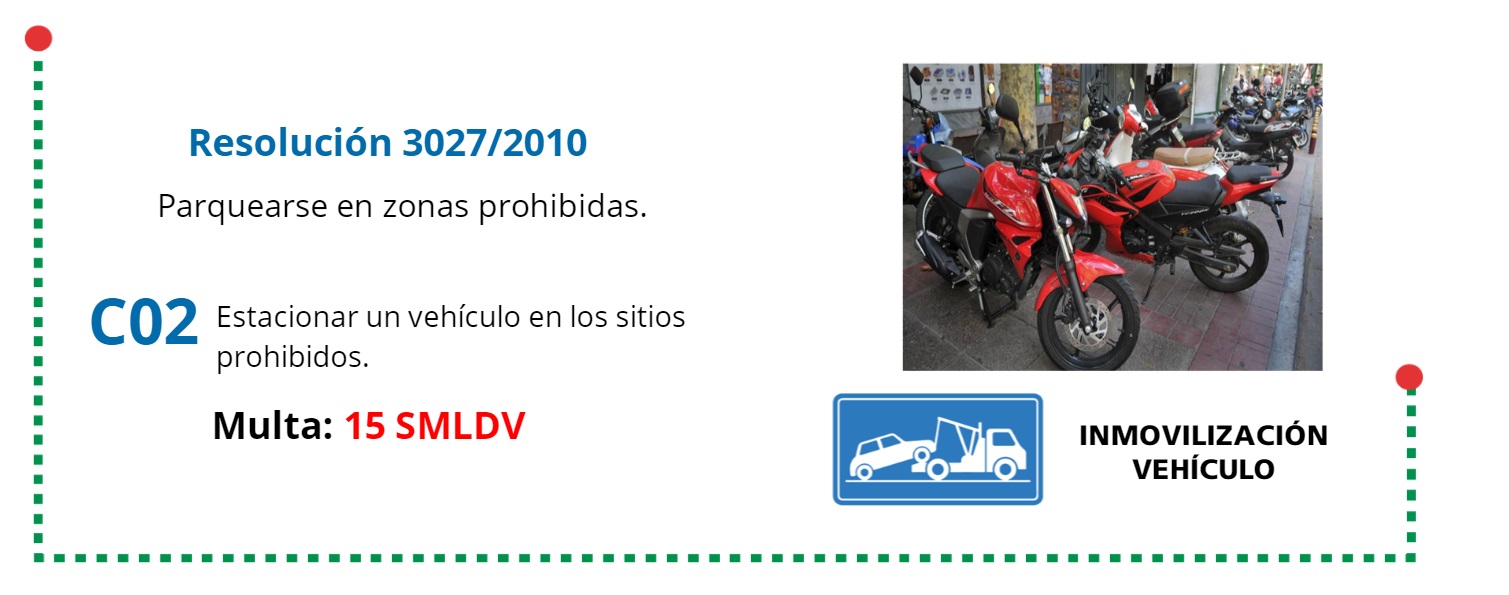 Resolución 3027/2010
Parquearse en zonas prohibidas.
C02 Estacionar un vehículo en los sitios
prohibidos.
Multa: 15 SMLDV
INMOVILIZACIÓN
VEHÍCULO